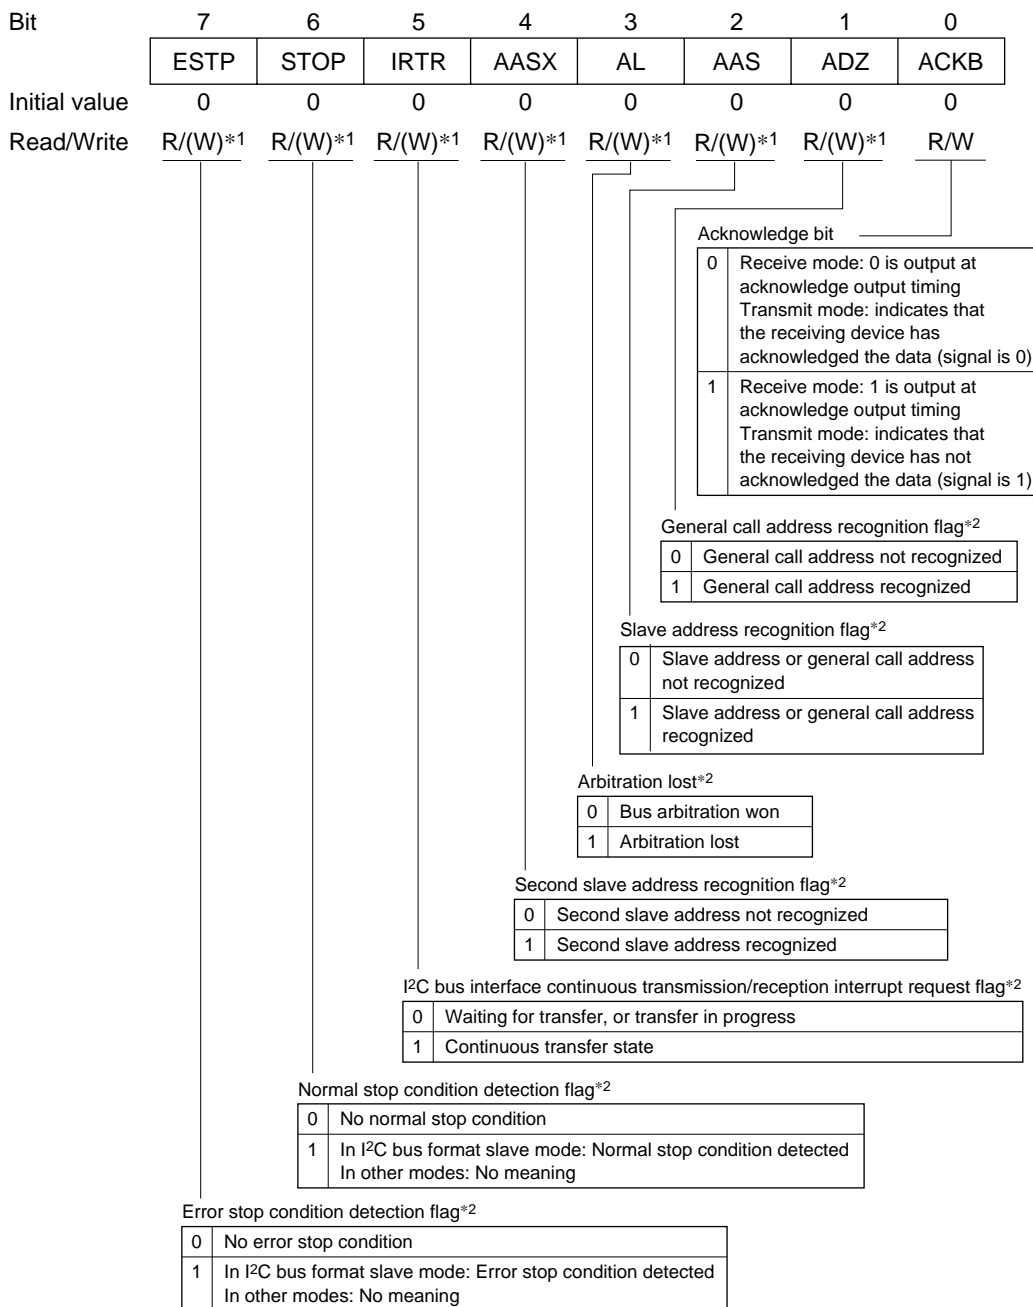 Bit 7 6 5 4 3 2 1 0
ESTP STOP IRTR AASX AL AAS ADZ ACKB
Initial value 0 0 0 0 0 0 0 0
Read/Write R/(W)*1 R/(W)*1 R/(W)*1 R/(W)*1 R/(W)*1 R/(W)*1 R/(W)*1 R/W
Acknowledge bit
0 Receive mode: 0 is output at
acknowledge output timing
Transmit mode: indicates that
the receiving device has
acknowledged the data (signal is 0)
1 Receive mode: 1 is output at
acknowledge output timing
Transmit mode: indicates that
the receiving device has not
acknowledged the data (signal is 1)
General call address recognition flag*2
0 General call address not recognized
1 General call address recognized
Slave address recognition flag*2
0 Slave address or general call address
not recognized
1 Slave address or general call address
recognized
Arbitration lost*2
0 Bus arbitration won
1 Arbitration lost
Second slave address recognition flag*2
0 Second slave address not recognized
1 Second slave address recognized
I2C bus interface continuous transmission/reception interrupt request flag*2
0 Waiting for transfer, or transfer in progress
1 Continuous transfer state
Normal stop condition detection flag*2
0 No normal stop condition
1 In I2C bus format slave mode: Normal stop condition detected
In other modes: No meaning
Error stop condition detection flag*2
0 No error stop condition
1 In I2C bus format slave mode: Error stop condition detected
In other modes: No meaning